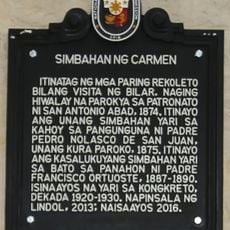 SIMBAHAN NG CARMEN
ITINATAG NG MGA PARING REKOLETO
BILANG VISITA NG BILAR. NAGING
HIWALAY NA PAROKYA SA PATRONATO
NI SAN ANTONIO ABAD, 1874. ITINAYO
ANG UNANG SIMBAHAN YARI SA
KAHOY SA PANGUNGUNA NI PADRE
PEDRO NOLASCO DE SAN JUAN,
UNANG KURA PAROKO, 1875. ITINAYO
ANG KASALUKUYANG SIMBAHAN YARI
SA BATO SA PANAHON NI PADRE
FRANCISCO ORTUOSTE, 1887-1890.
ISINAAYOS NA YARI SA KONGKRETO,
DEKADA 1920-1930. NAPINSALA NG
LINDOL, 2013; NAISAAYOS 2016.